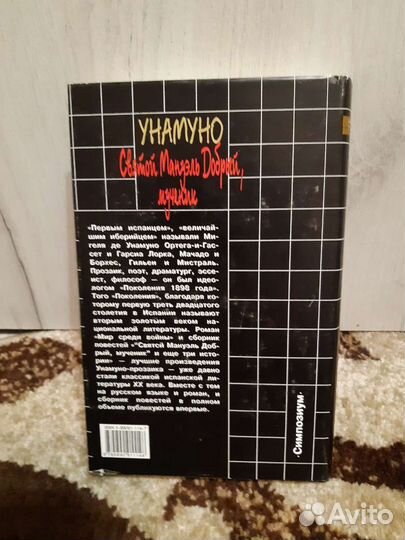 УНАМУНО
Святой Мануэль Добрый,
мученик
«Первым испанцем», «величай-
шим иберийцем» называли Ми-
геля де Унамуно Ортега-и-Гас-
сет и Гарсиа Лорка, Мачадо и
Борхес, Гильен и Мистраль.
Прозаик, поэт, драматург, эссе-
ист, философ — он был идео-
логом «Поколения 1898 года».
Того «Поколения», благодаря ко-
торому первую треть двадцатого
столетия в Испании называют
вторым золотым веком на-
циональной литературы. Роман
«Мир среди войны» и сборник
повестей «"Святой Мануэль Доб-
рый, мученик" и еще три исто-
рии» — лучшие произведения
Унамуно-прозаика — уже давно
стали классикой испанской ли-
тературы XX века. Вместе с тем
на русском языке и роман, и
сборник повестей в полном
объеме публикуются впервые.
·Симпозиум·
Avito